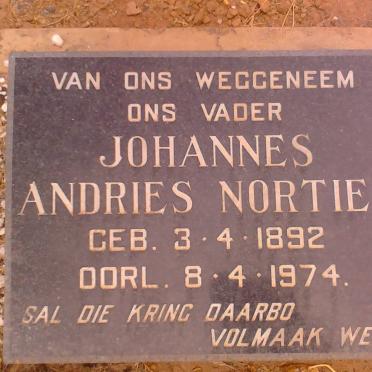 VAN ONS WEGGENEEM
ONS VADER
JOHANNES
ANDRIES NORTIE
GEB. 3·4·1892
OORL. 8·4·1974.
SAL DIE KRING DAARBO
VOLMAAK WE